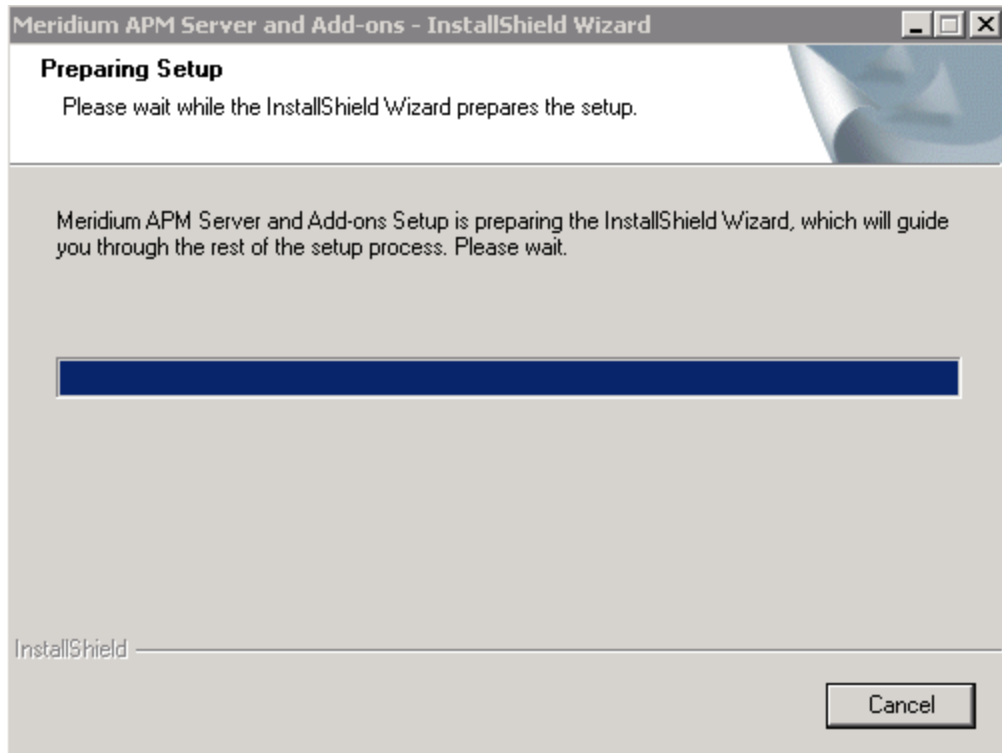 Meridium APM Server and Add-ons - InstallShield Wizard
Preparing Setup
Please wait while the InstallShield Wizard prepares the setup.
Meridium APM Server and Add-ons Setup is preparing the InstallShield Wizard, which will guide
you through the rest of the setup process. Please wait.
InstallShield
Cancel